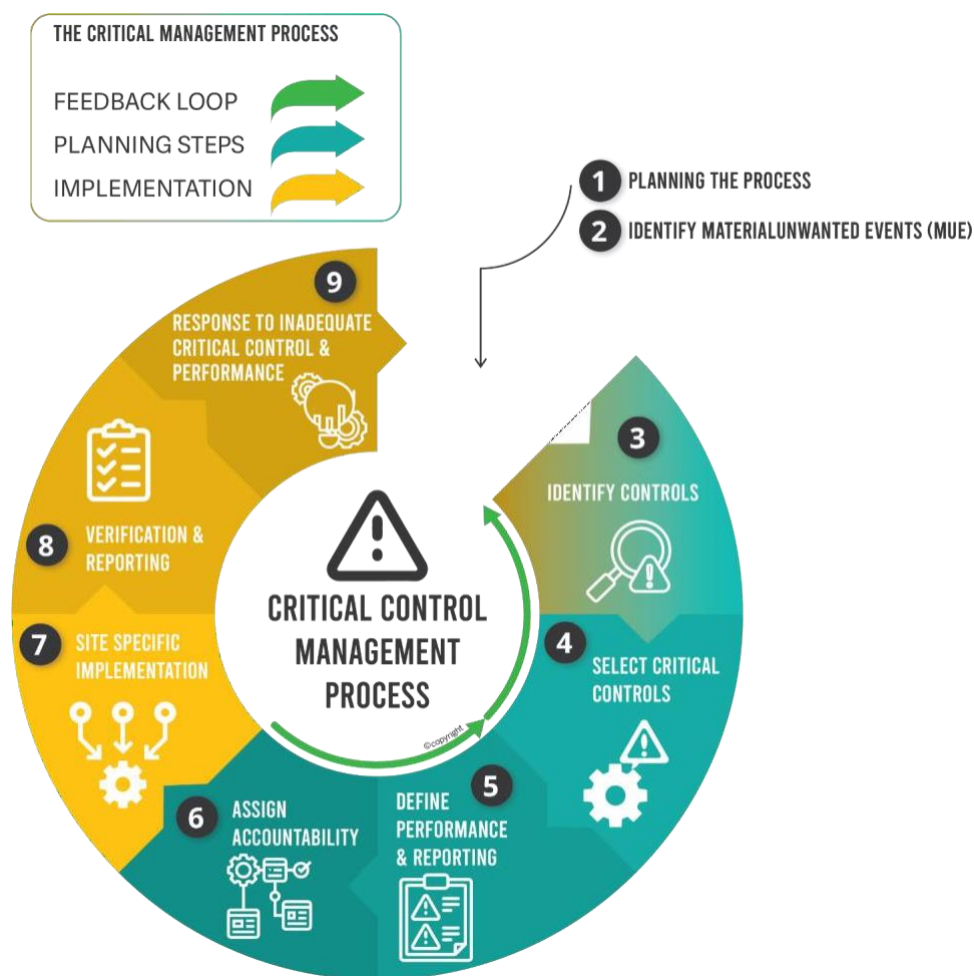 THE CRITICAL MANAGEMENT PROCESS
FEEDBACK LOOP
PLANNING STEPS
IMPLEMENTATION
1 PLANNING THE PROCESS
2 IDENTIFY MATERIALUNWANTED EVENTS (MUE)
3
IDENTIFY CONTROLS
4
SELECT CRITICAL
CONTROLS
5
DEFINE
PERFORMANCE
& REPORTING
6
ASSIGN
ACCOUNTABILITY
7
SITE SPECIFIC
IMPLEMENTATION
8
VERIFICATION &
REPORTING
9
RESPONSE TO INADEQUATE
CRITICAL CONTROL &
PERFORMANCE
CRITICAL CONTROL
MANAGEMENT
PROCESS
©copyright